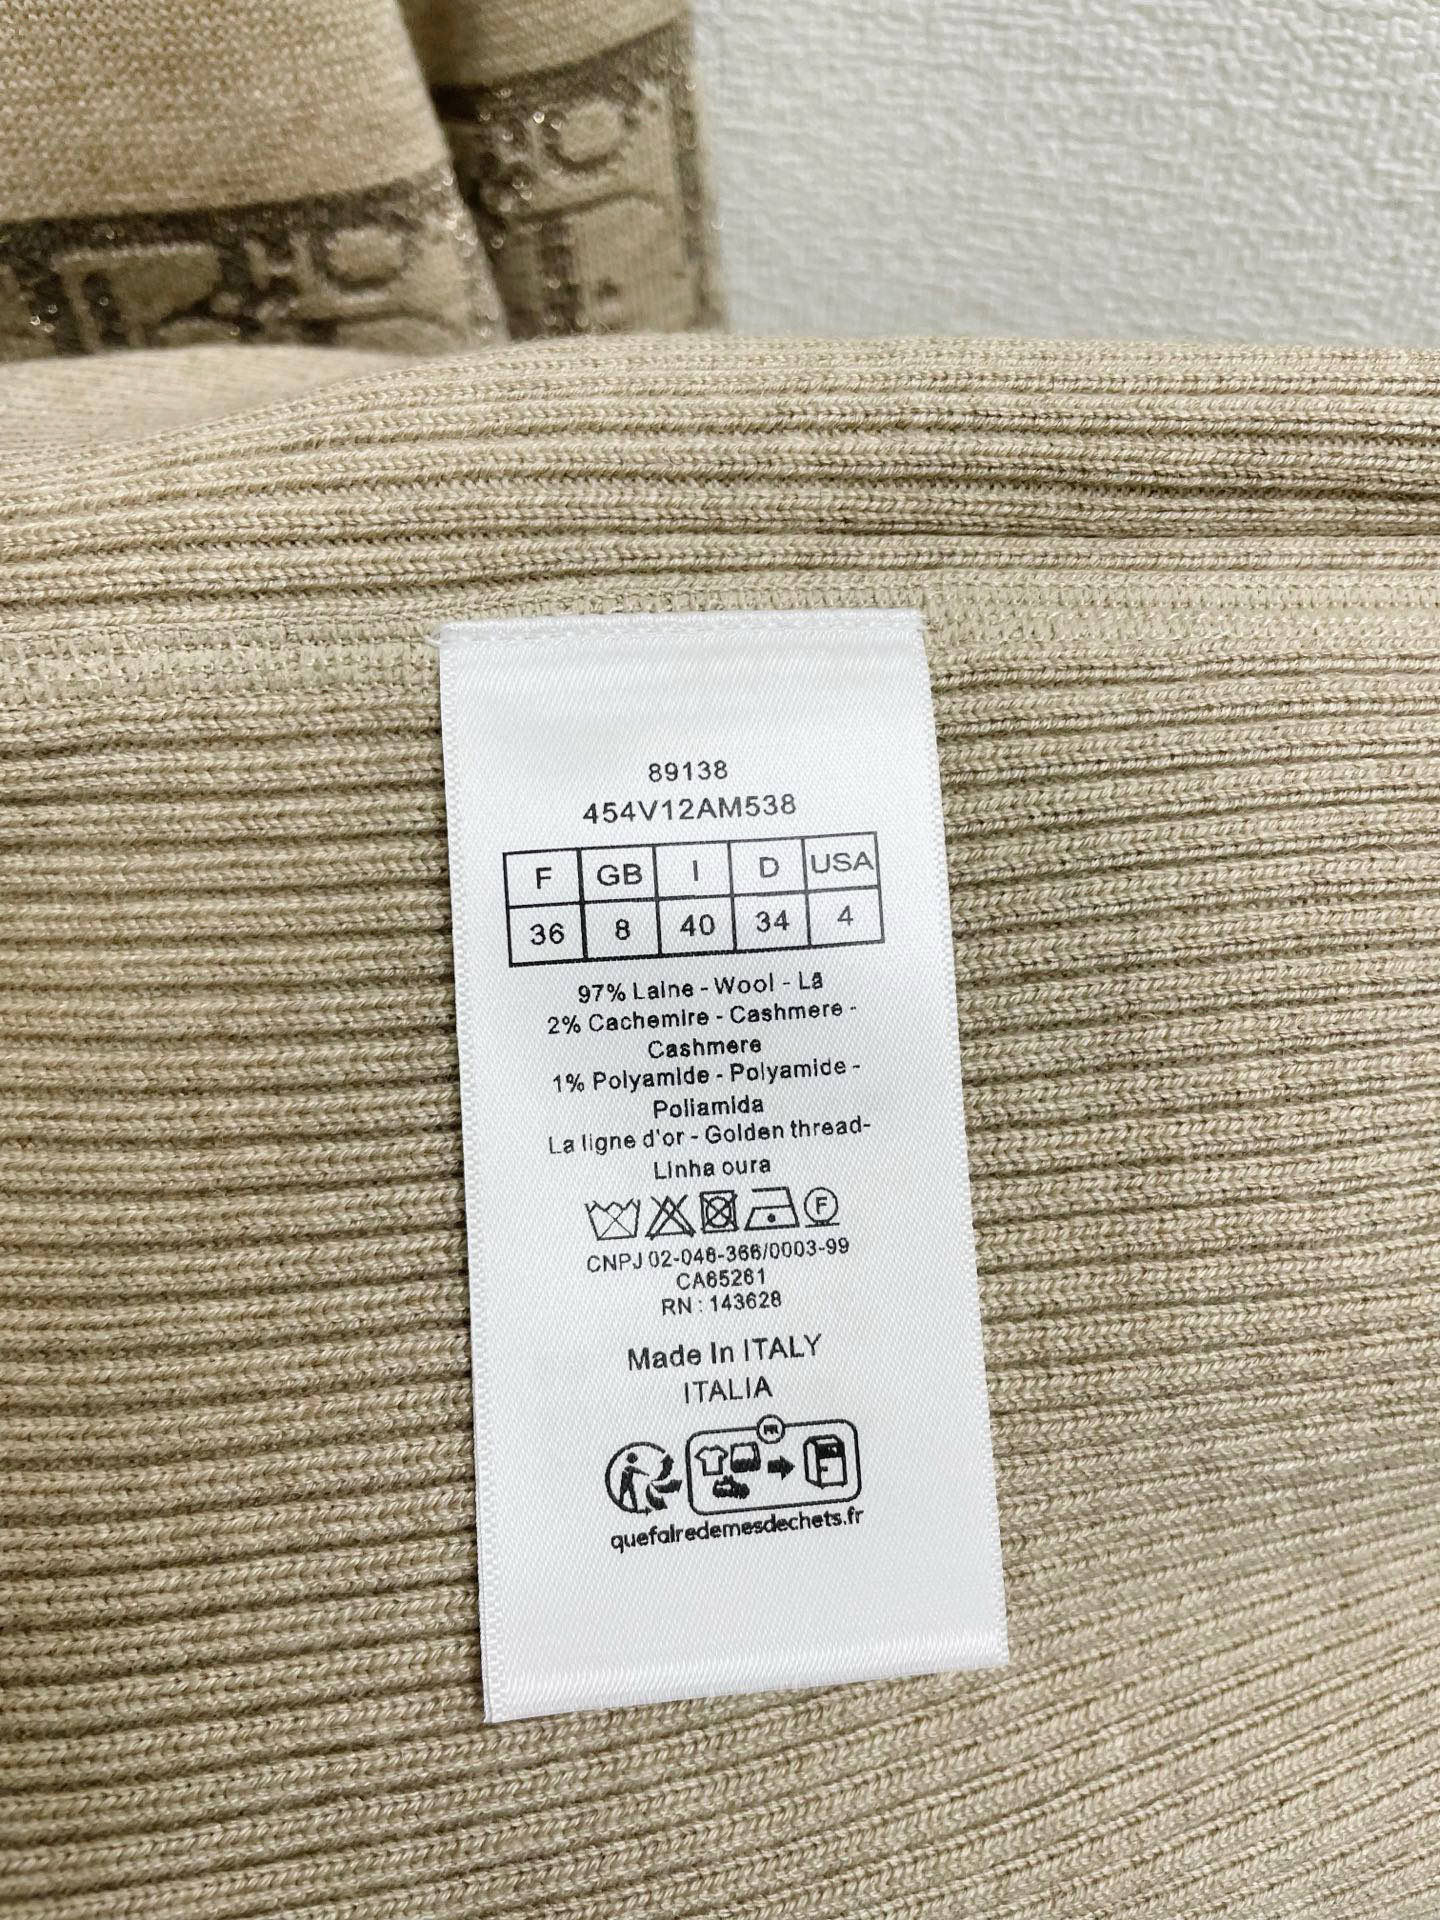 89138
454V12AM538
F GB I D USA
36 8 40 34 4
97% Laine - Wool - Lã
2% Cachemire - Cashmere -
Cashmere
1% Polyamide - Polyamide -
Poliamida
La ligne d'or - Golden thread-
Linha oura
F
CNPJ 02-046-366/0003-99
CA65261
RN : 143628
Made In ITALY
ITALIA
FR
quefairedemesdechets.fr